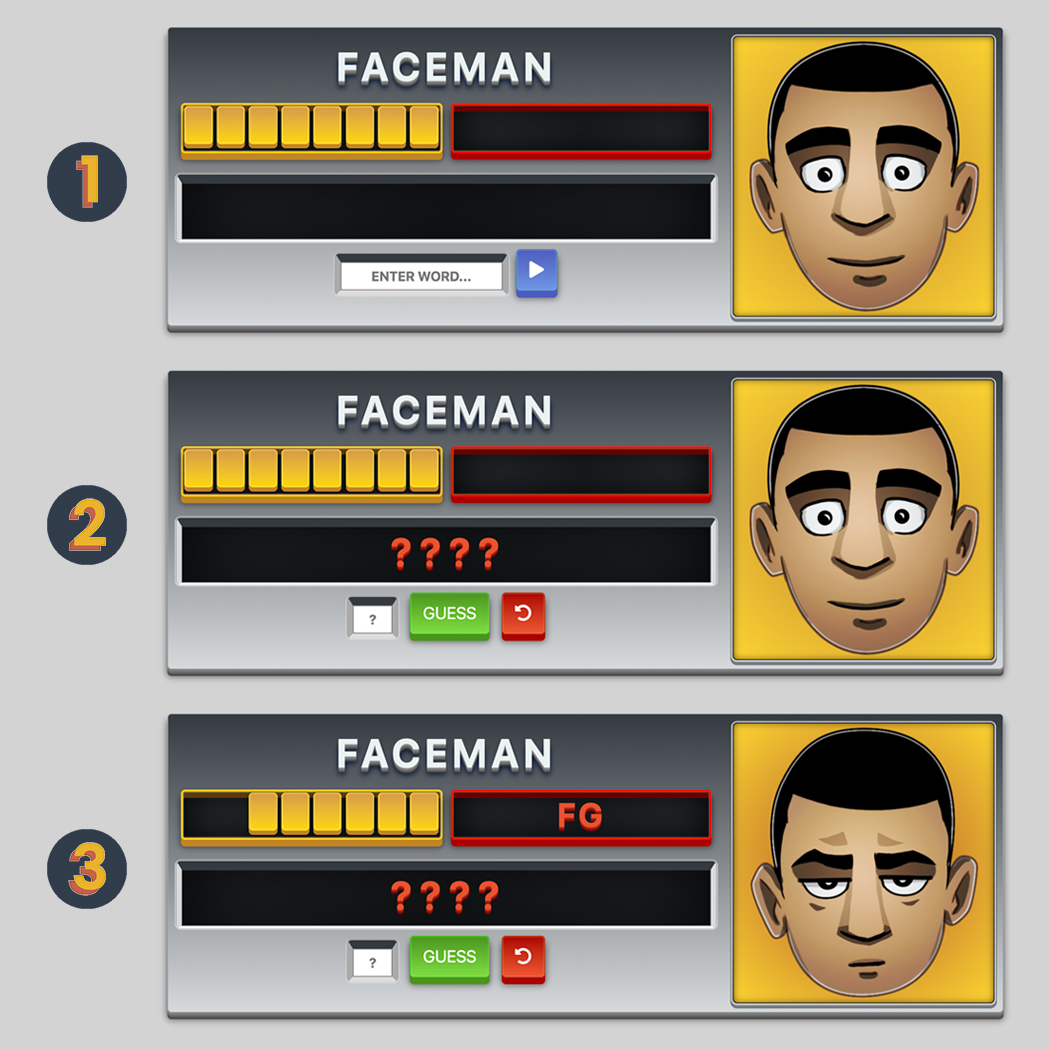 FACEMAN
1
ENTER WORD...
FACEMAN
2
????
? GUESS
FACEMAN
FG
3
????
? GUESS